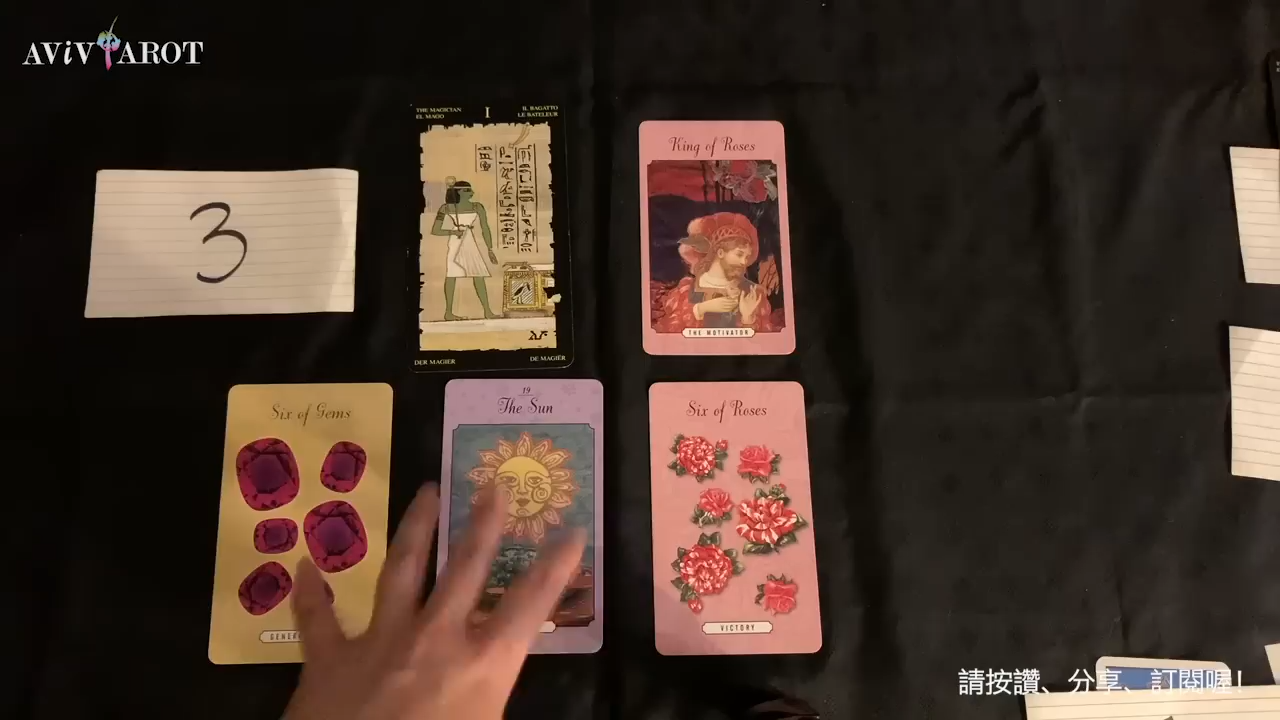 AViV TAROT
THE MAGICIAN
EL MAGO
I
IL BAGATTO
LE BATELEUR
DER MAGIER
DE MAGIËR
King of Roses
THE MOTIVATOR
3
Six of Gems
19
The Sun
Six of Roses
VICTORY
請按讚、分享、訂閱喔!